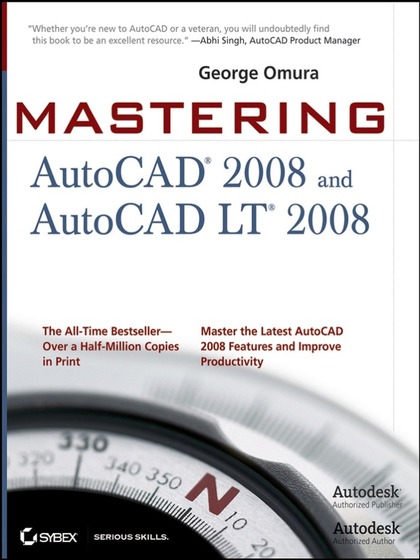 "Whether you're new to AutoCAD or a veteran, you will undoubtedly find
this book to be an excellent resource." —Abhi Singh, AutoCAD Product Manager
George Omura
MASTERING
AutoCAD® 2008 and
AutoCAD LT® 2008
The All-Time Bestseller—
Over a Half-Million Copies
in Print
Master the Latest AutoCAD
2008 Features and Improve
Productivity
330
320
340
350
N
10
20
Autodesk®
Authorized Publisher
Autodesk®
Authorized Author
SYBEX
SERIOUS SKILLS.